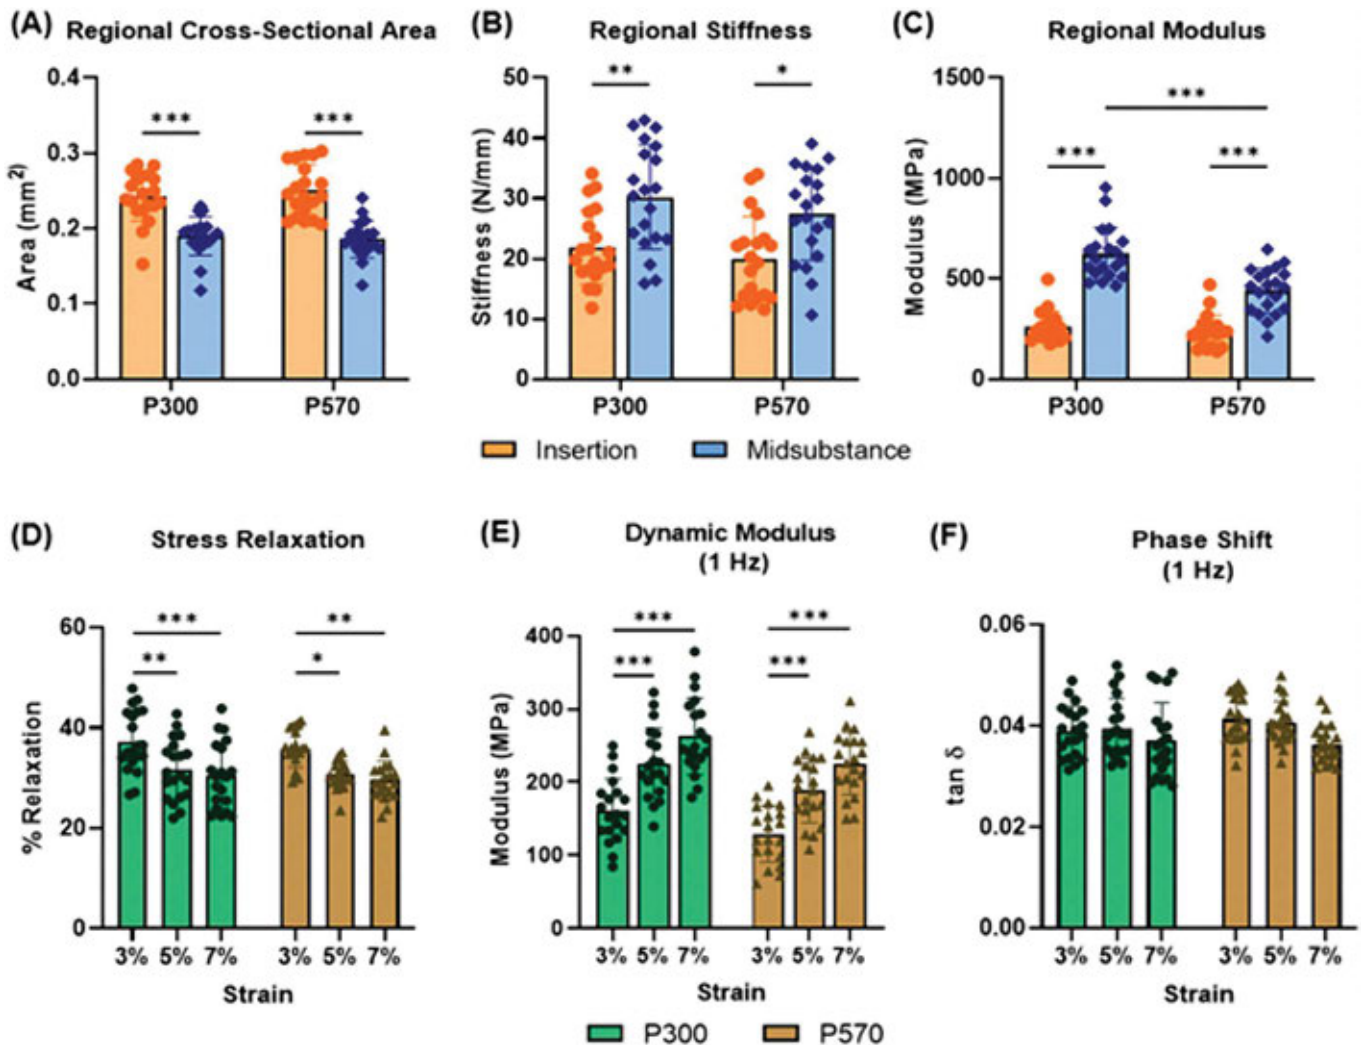 (A) Regional Cross-Sectional Area
Area (mm²)
0.4
0.3
0.2
0.1
0.0
*** ***
P300 P570
(B) Regional Stiffness
Stiffness (N/mm)
50
40
30
20
10
0
** *
P300 P570
(C) Regional Modulus
Modulus (MPa)
1500
1000
500
0
***
*** ***
P300 P570
Insertion Midsubstance
(D) Stress Relaxation
% Relaxation
60
40
20
0
*** **
** *
3% 5% 7% 3% 5% 7%
Strain
(E) Dynamic Modulus
(1 Hz)
Modulus (MPa)
400
300
200
100
0
*** ***
*** ***
3% 5% 7% 3% 5% 7%
Strain
(F) Phase Shift
(1 Hz)
tan δ
0.06
0.04
0.02
0.00
3% 5% 7% 3% 5% 7%
Strain
P300 P570